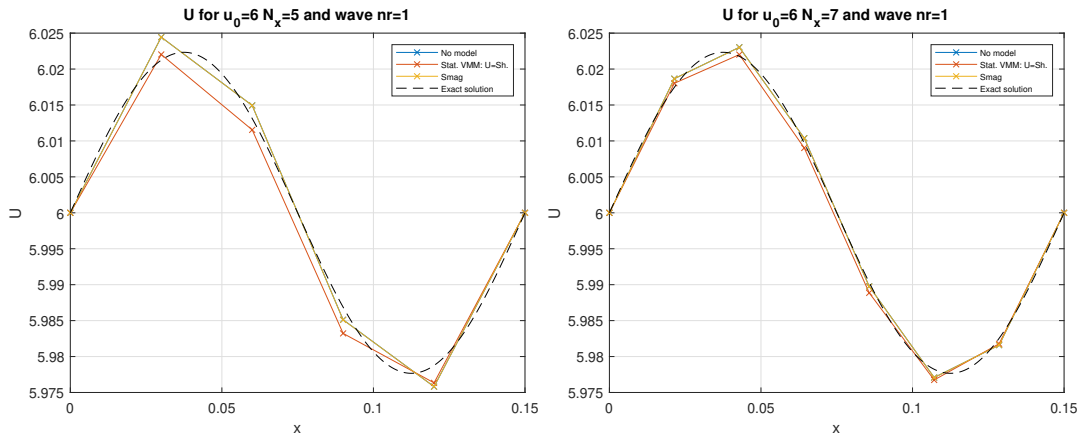 U for u_0=6 N_x=5 and wave nr=1
6.025
6.02
6.015
6.01
6.005
6
5.995
5.99
5.985
5.98
5.975
U
0
0.05
0.1
0.15
x
No model
Stat. VMM: U=Sh.
Smag
Exact solution
U for u_0=6 N_x=7 and wave nr=1
6.025
6.02
6.015
6.01
6.005
6
5.995
5.99
5.985
5.98
5.975
U
0
0.05
0.1
0.15
x
No model
Stat. VMM: U=Sh.
Smag
Exact solution